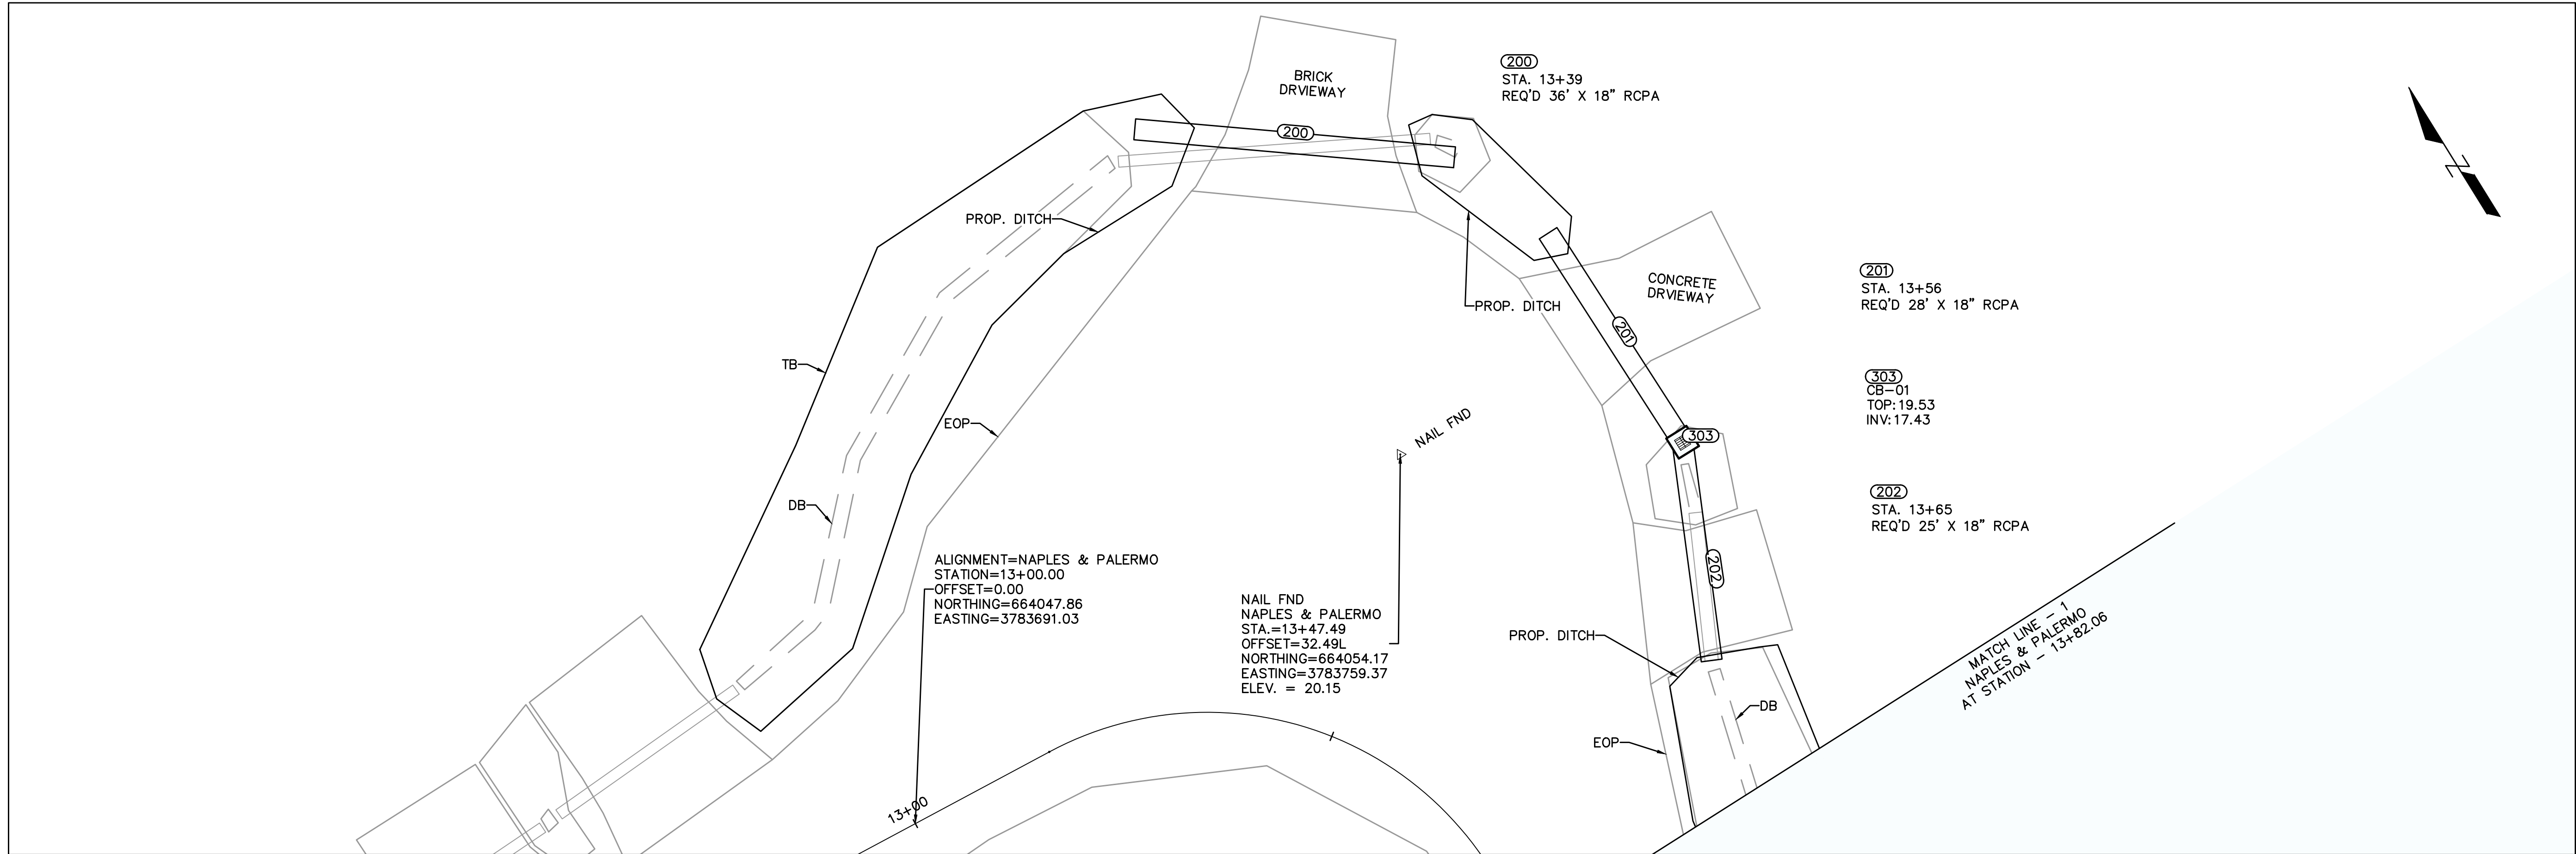 BRICK
DRVIEWAY
200
STA. 13+39
REQ'D 36' X 18" RCPA
200
N
PROP. DITCH
CONCRETE
DRVIEWAY
201
STA. 13+56
REQ'D 28' X 18" RCPA
PROP. DITCH
201
TB
303
CB-01
TOP:19.53
INV:17.43
EOP
NAIL FND
303
DB
202
STA. 13+65
REQ'D 25' X 18" RCPA
ALIGNMENT=NAPLES & PALERMO
STATION=13+00.00
OFFSET=0.00
NORTHING=664047.86
EASTING=3783691.03
202
NAIL FND
NAPLES & PALERMO
STA.=13+47.49
OFFSET=32.49L
NORTHING=664054.17
EASTING=3783759.37
ELEV. = 20.15
PROP. DITCH
MATCH LINE - 1
NAPLES & PALERMO
AT STATION - 13+82.06
DB
EOP
13+00